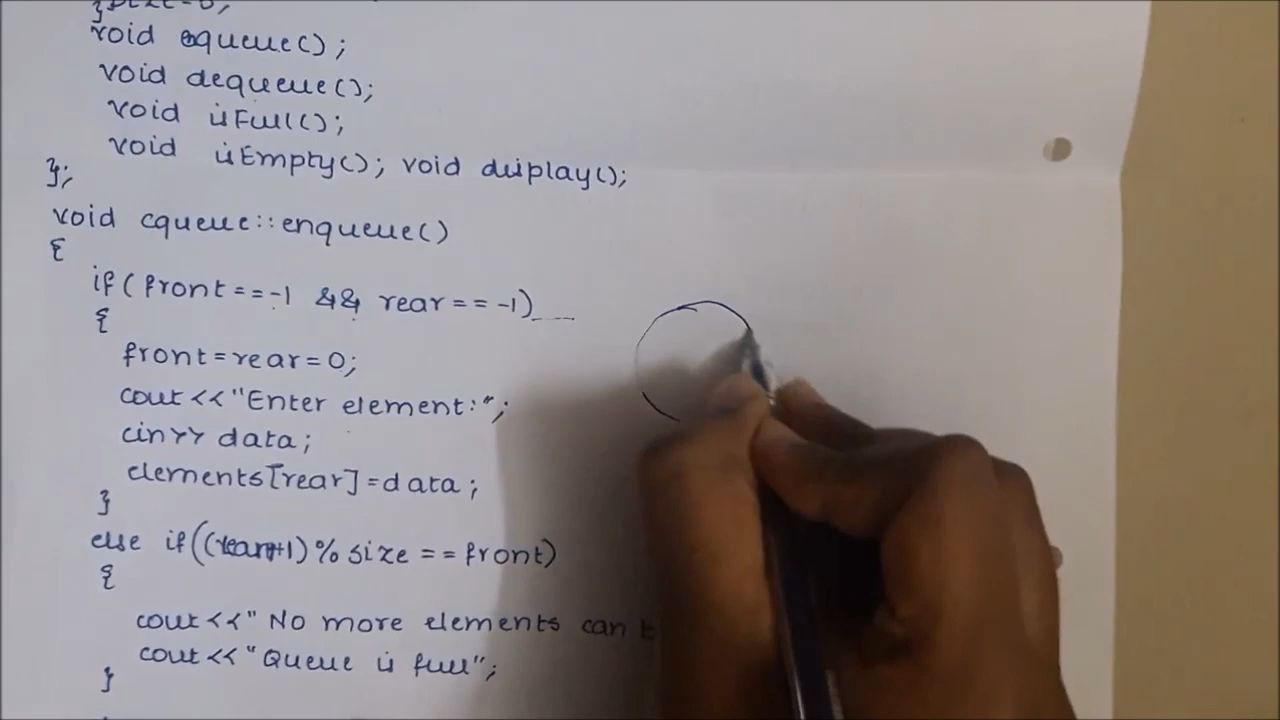 }size=0;
void enqueue();
void dequeue();
void isFull();
void isEmpty(); void display();
};
void cqueue::enqueue()
{
if(front==-1 && rear==-1)
{
front=rear=0;
cout<<"Enter element:";
cin>> data;
elements[rear]=data;
}
else if((rear+1)%size==front)
{
cout<<"No more elements can
cout<<"Queue is full";
}